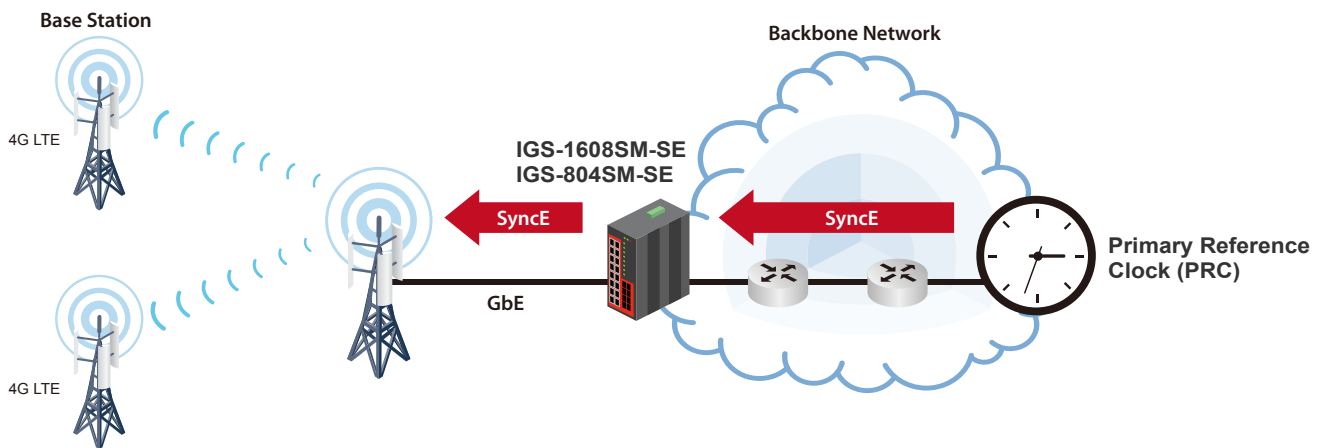 Base Station
Backbone Network
4G LTE
IGS-1608SM-SE
IGS-804SM-SE
SyncE
SyncE
Primary Reference
Clock (PRC)
GbE
4G LTE